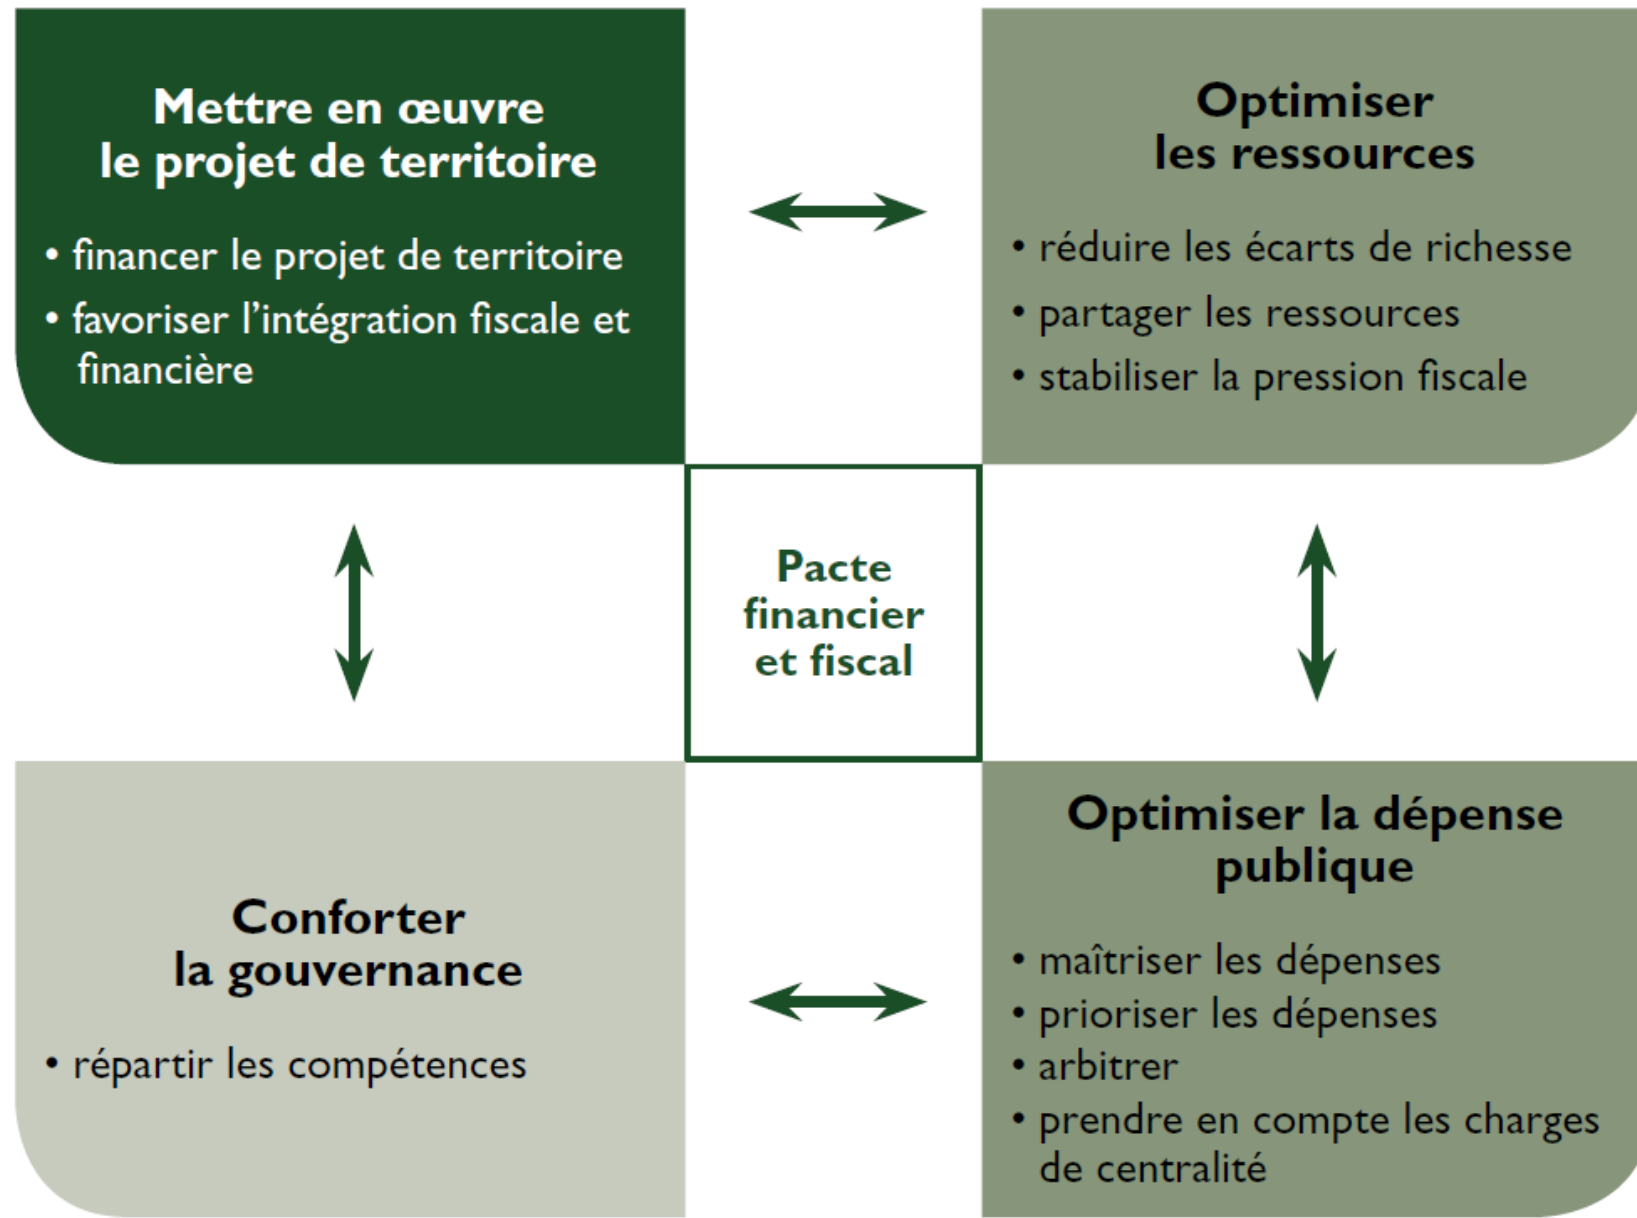 Mettre en œuvre
le projet de territoire
• financer le projet de territoire
• favoriser l’intégration fiscale et
financière
Optimiser
les ressources
• réduire les écarts de richesse
• partager les ressources
• stabiliser la pression fiscale
Pacte
financier
et fiscal
Conforter
la gouvernance
• répartir les compétences
Optimiser la dépense
publique
• maîtriser les dépenses
• prioriser les dépenses
• arbitrer
• prendre en compte les charges
de centralité